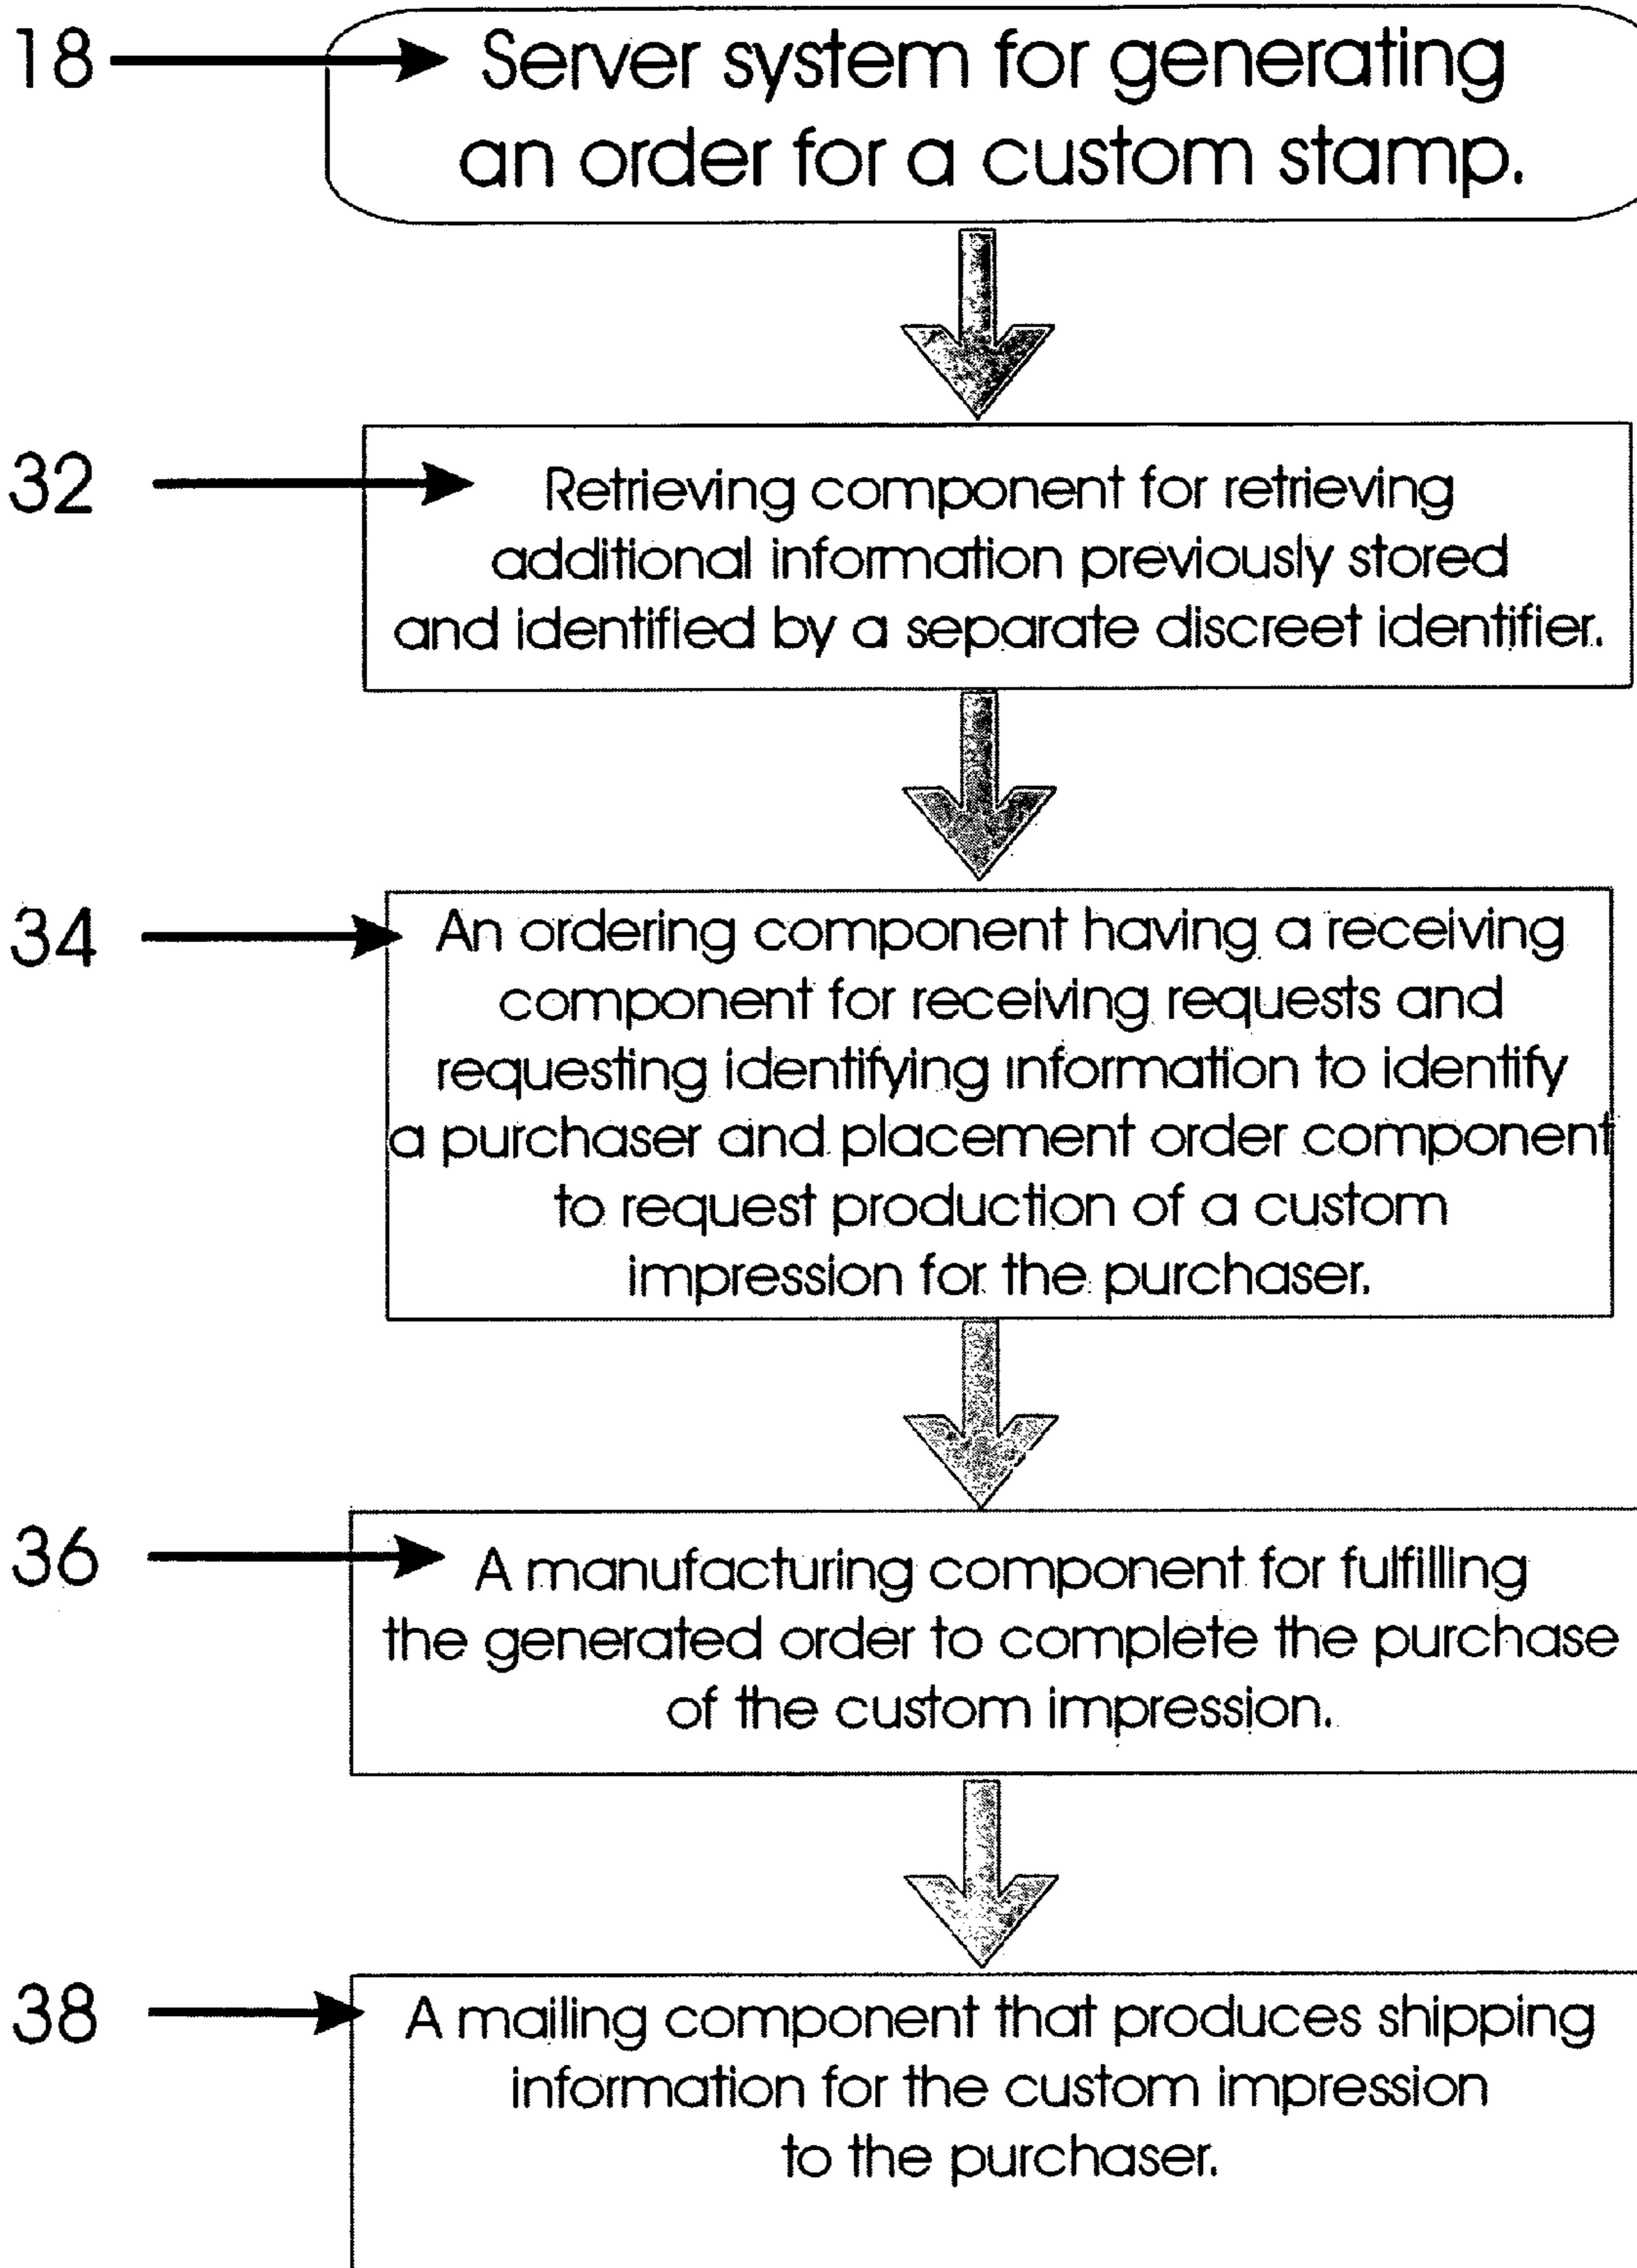 18
Server system for generating
an order for a custom stamp.
32
Retrieving component for retrieving
additional information previously stored
and identified by a separate discreet identifier.
34
An ordering component having a receiving
component for receiving requests and
requesting identifying information to identify
a purchaser and placement order component
to request production of a custom
impression for the purchaser.
36
A manufacturing component for fulfilling
the generated order to complete the purchase
of the custom impression.
38
A mailing component that produces shipping
information for the custom impression
to the purchaser.